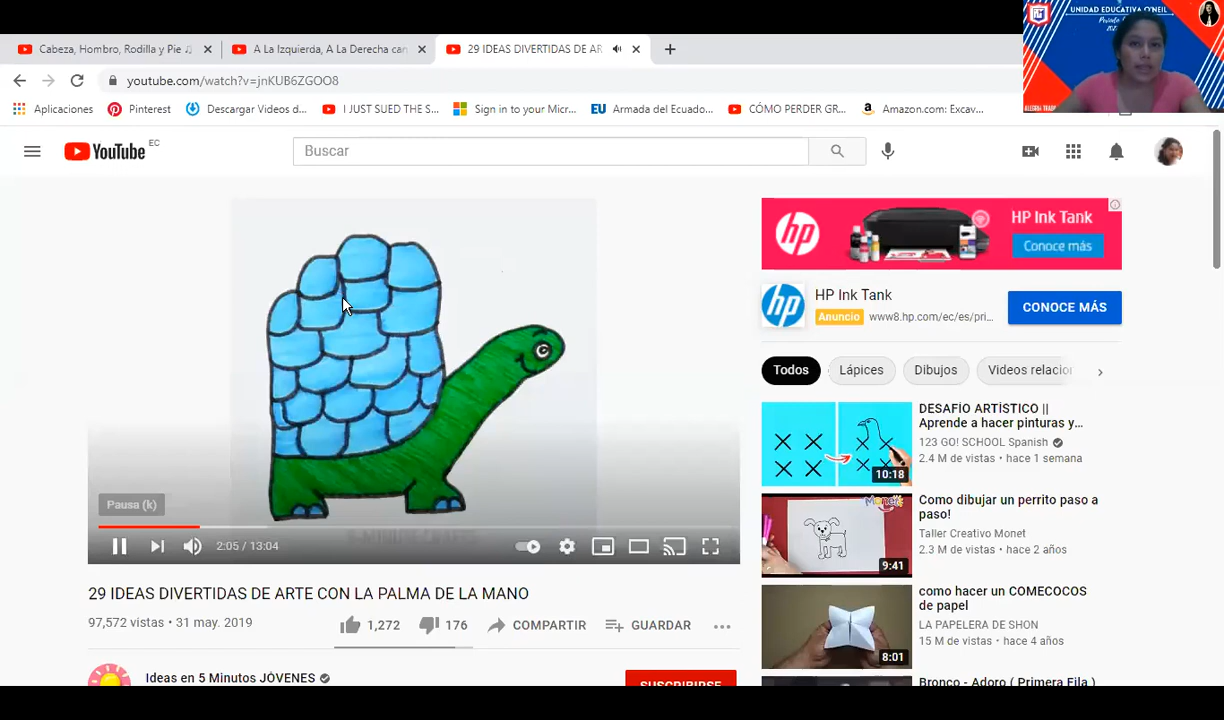 Cabeza, Hombro, Rodilla y Pie ♫
A La Izquierda, A La Derecha can
29 IDEAS DIVERTIDAS DE AR
UNIDAD EDUCATIVA O'NEIL
youtube.com/watch?v=jnKUB6ZGOO8
Aplicaciones
Pinterest
Descargar Videos d...
I JUST SUED THE S...
Sign in to your Micr...
EU Armada del Ecuado...
CÓMO PERDER GR...
Amazon.com: Excav...
YouTube EC
Buscar
hp
HP Ink Tank
Conoce más
hp
HP Ink Tank
Anuncio www8.hp.com/ec/es/pri...
CONOCE MÁS
Todos
Lápices
Dibujos
Videos relacion
DESAFÍO ARTÍSTICO ||
Aprende a hacer pinturas y...
123 GO! SCHOOL Spanish
2.4 M de vistas • hace 1 semana
10:18
Como dibujar un perrito paso a
paso!
Taller Creativo Monet
2.3 M de vistas • hace 2 años
Monet
9:41
como hacer un COMECOCOS
de papel
LA PAPELERA DE SHON
15 M de vistas • hace 4 años
8:01
Bronco - Adoro ( Primera Fila )
Pausa (k)
2:05 / 13:04
29 IDEAS DIVERTIDAS DE ARTE CON LA PALMA DE LA MANO
97,572 vistas • 31 may. 2019
1,272
176
COMPARTIR
GUARDAR
Ideas en 5 Minutos JÓVENES
SUSCRIBIRSE